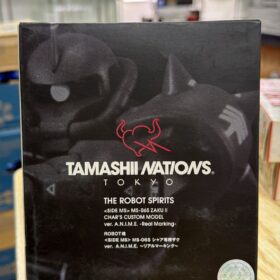 TAMASHII NATIONS
TOKYO
THE ROBOT SPIRITS
<SIDE MS> MS-06S ZAKU II
CHAR'S CUSTOM MODEL
ver. A.N.I.M.E. -Real Marking-
ROBOT魂
<SIDE MS> MS-06S シャア専用ザク
ver. A.N.I.M.E. ～リアルマーキング～